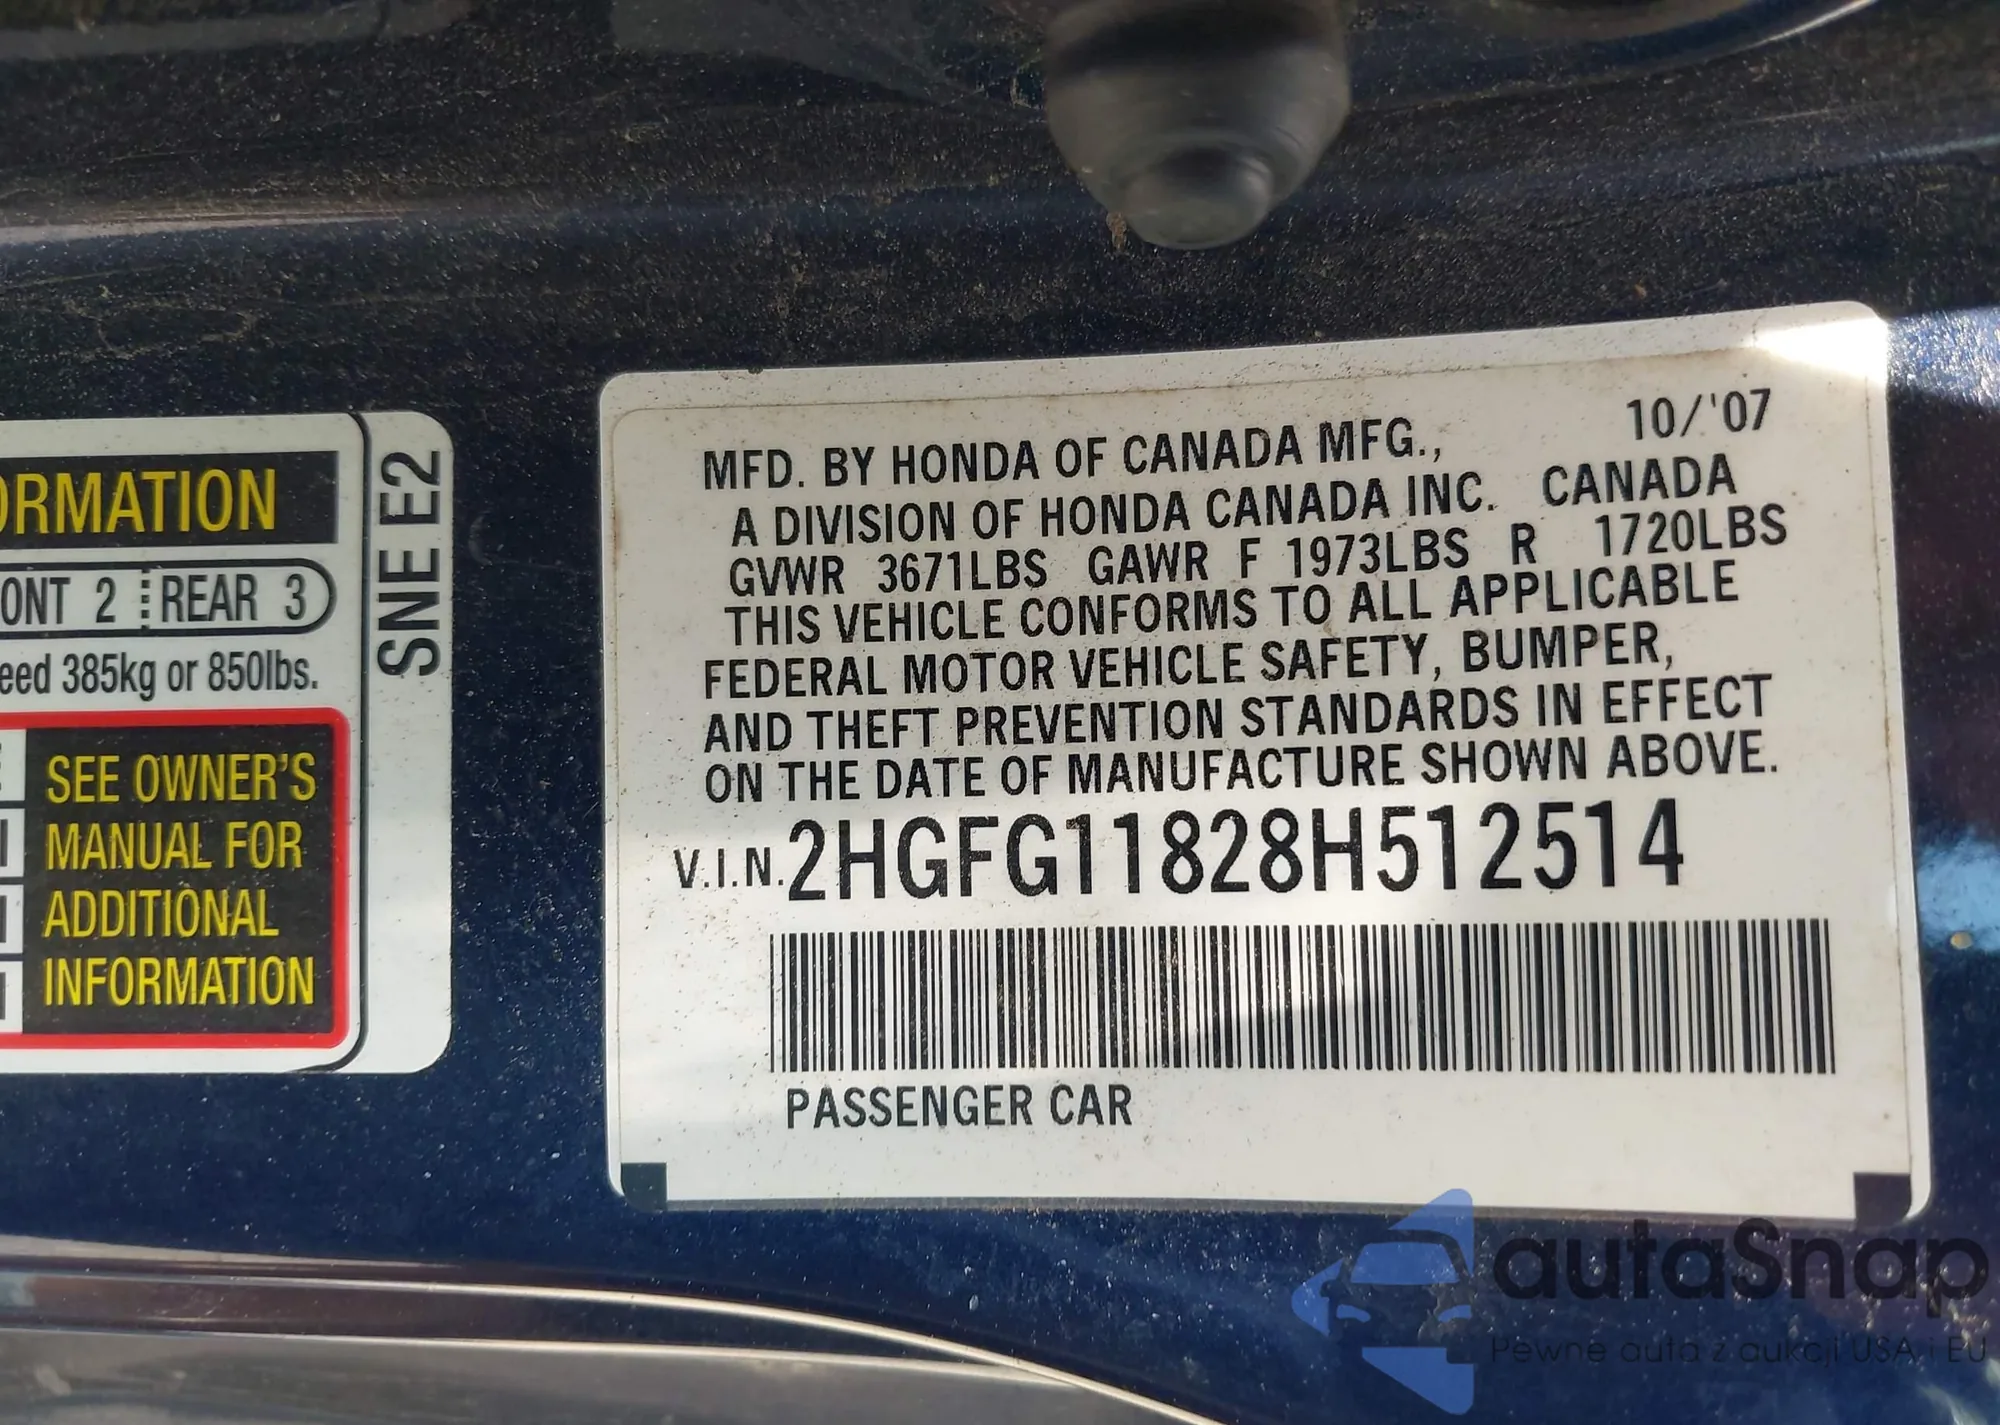 ORMATION
ONT 2 REAR 3
eed 385kg or 850lbs.
SEE OWNER'S
MANUAL FOR
ADDITIONAL
INFORMATION
SNE E2
10/'07
MFD. BY HONDA OF CANADA MFG.,
A DIVISION OF HONDA CANADA INC. CANADA
GVWR 3671LBS GAWR F 1973LBS R 1720LBS
THIS VEHICLE CONFORMS TO ALL APPLICABLE
FEDERAL MOTOR VEHICLE SAFETY, BUMPER,
AND THEFT PREVENTION STANDARDS IN EFFECT
ON THE DATE OF MANUFACTURE SHOWN ABOVE.
V.I.N. 2HGFG11828H512514
PASSENGER CAR
autaSnap
Pewne auta z aukcji USA i EU